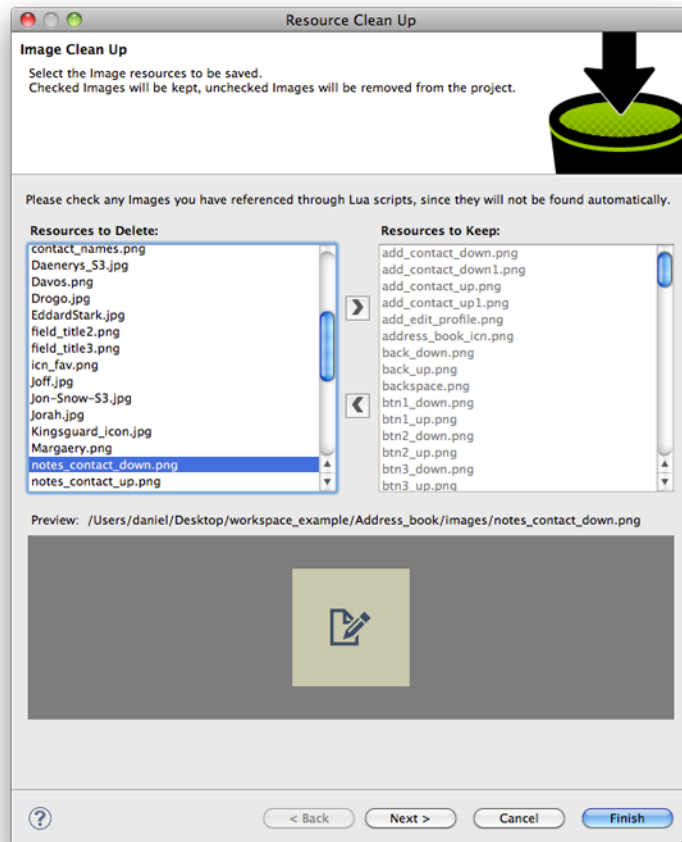 Resource Clean Up
Image Clean Up
Select the Image resources to be saved.
Checked Images will be kept, unchecked Images will be removed from the project.
Please check any Images you have referenced through Lua scripts, since they will not be found automatically.
Resources to Delete:
contact_names.png
Daenerys_S3.jpg
Davos.png
Drogo.jpg
EddardStark.jpg
field_title2.png
field_title3.png
icn_fav.png
Joff.jpg
Jon-Snow-S3.jpg
Jorah.jpg
Kingsguard_icon.jpg
Margaery.png
notes_contact_down.png
notes_contact_up.png
Resources to Keep:
add_contact_down.png
add_contact_down1.png
add_contact_up.png
add_contact_up1.png
add_edit_profile.png
address_book_icn.png
back_down.png
back_up.png
backspace.png
btn1_down.png
btn1_up.png
btn2_down.png
btn2_up.png
btn3_down.png
btn3_up.png
Preview: /Users/daniel/Desktop/workspace_example/Address_book/images/notes_contact_down.png
?
< Back
Next >
Cancel
Finish